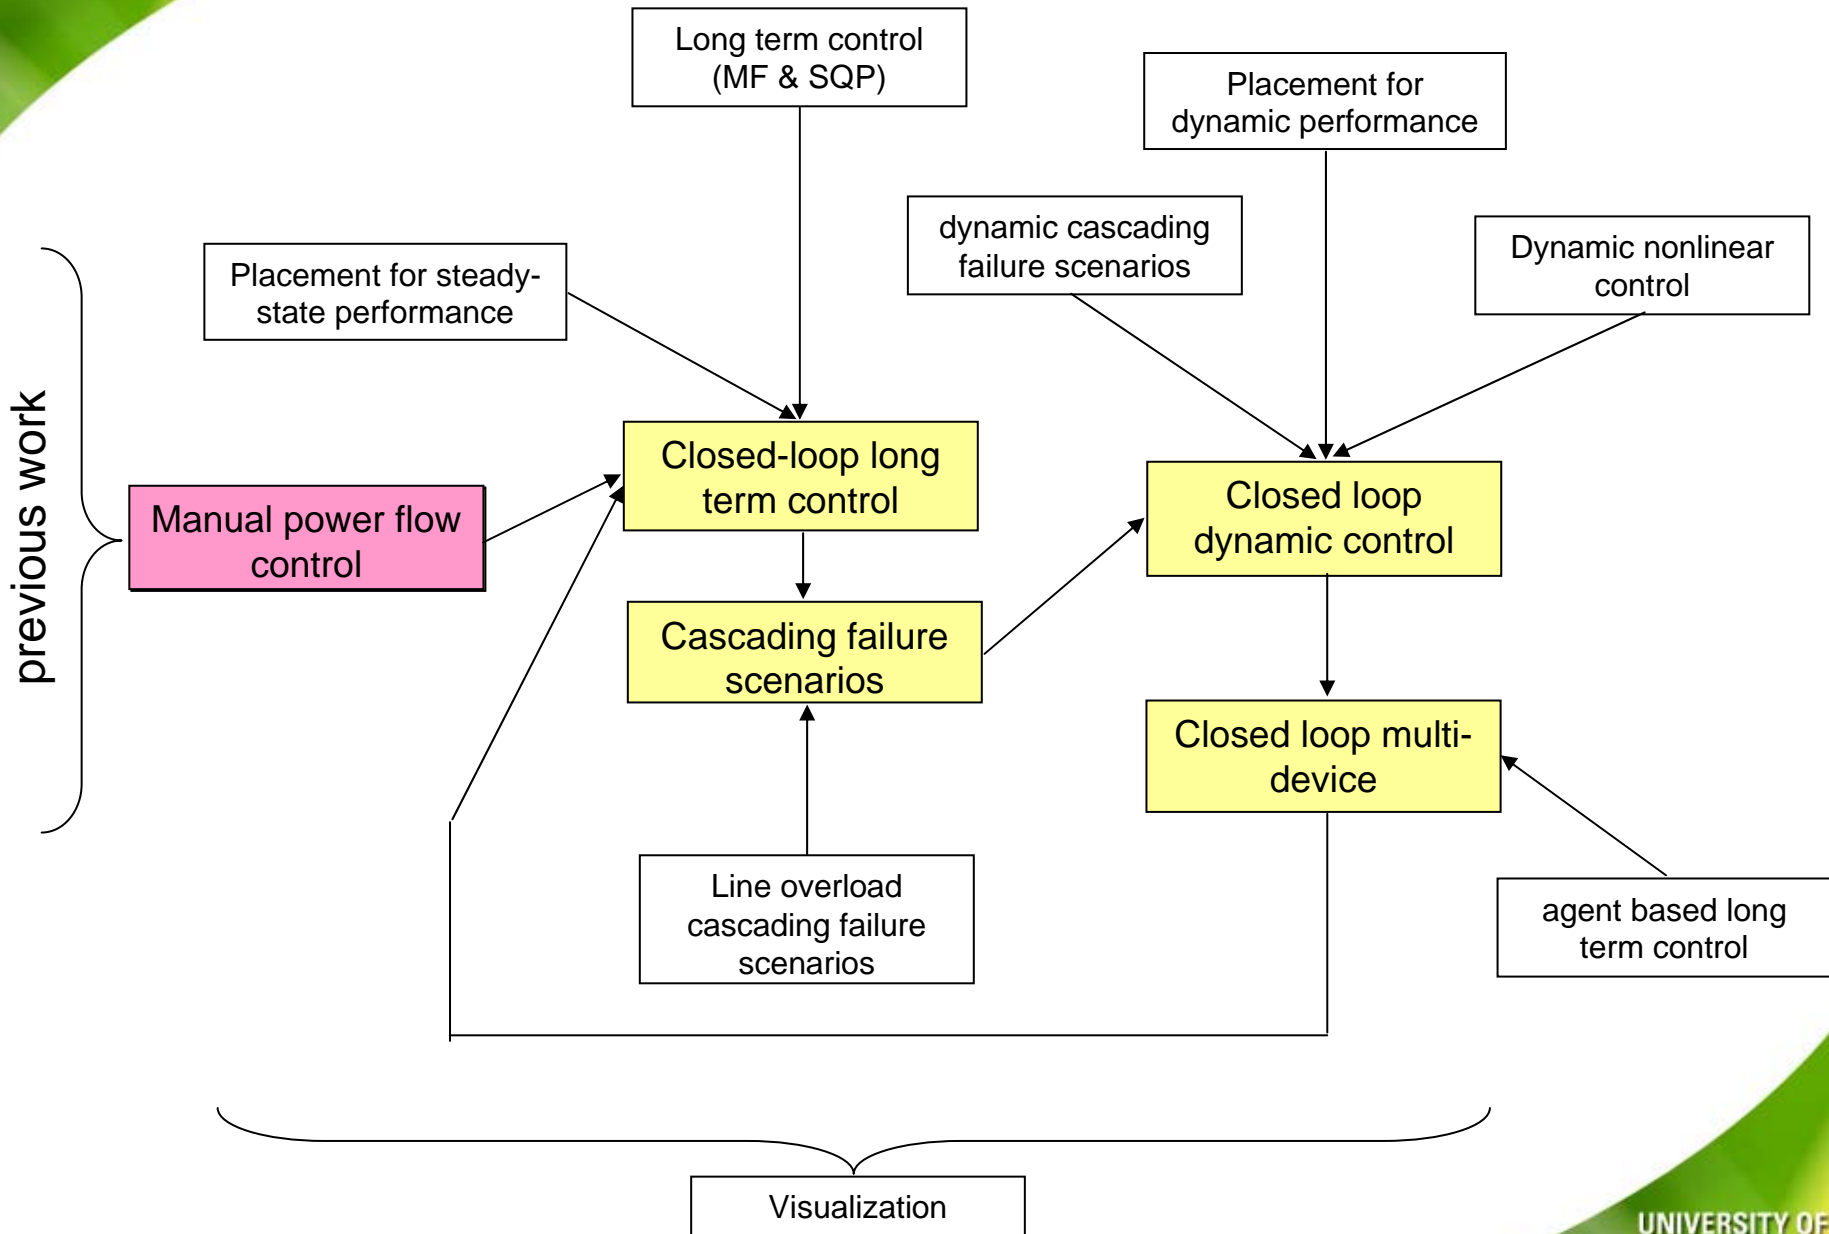 Long term control
(MF & SQP)
Placement for
dynamic performance
dynamic cascading
failure scenarios
Dynamic nonlinear
control
Placement for steady-
state performance
previous work
Closed-loop long
term control
Manual power flow
control
Closed loop
dynamic control
Cascading failure
scenarios
Closed loop multi-
device
Line overload
cascading failure
scenarios
agent based long
term control
Visualization
UNIVERSITY OF